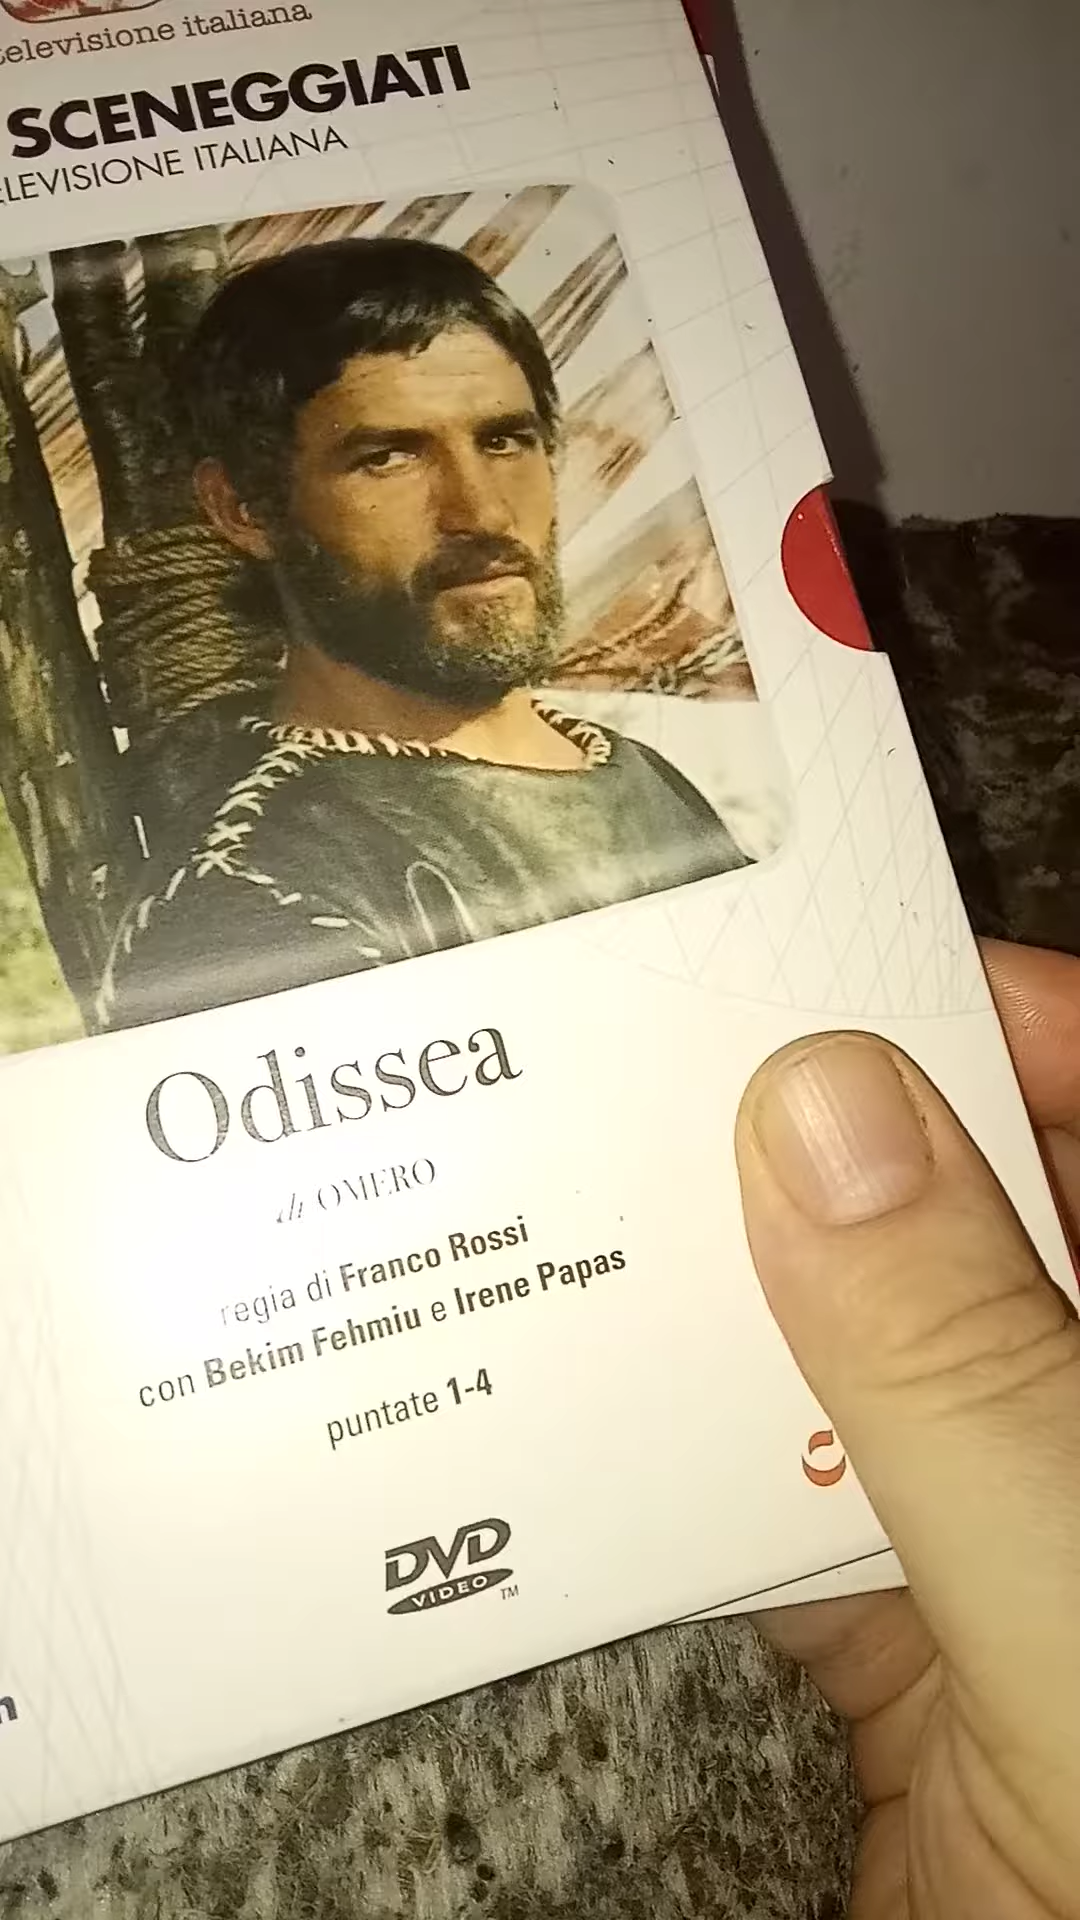 televisione italiana
SCENEGGIATI
TELEVISIONE ITALIANA
Odissea
di OMERO
regia di Franco Rossi
con Bekim Fehmiu e Irene Papas
puntate 1-4
DVD
VIDEO TM